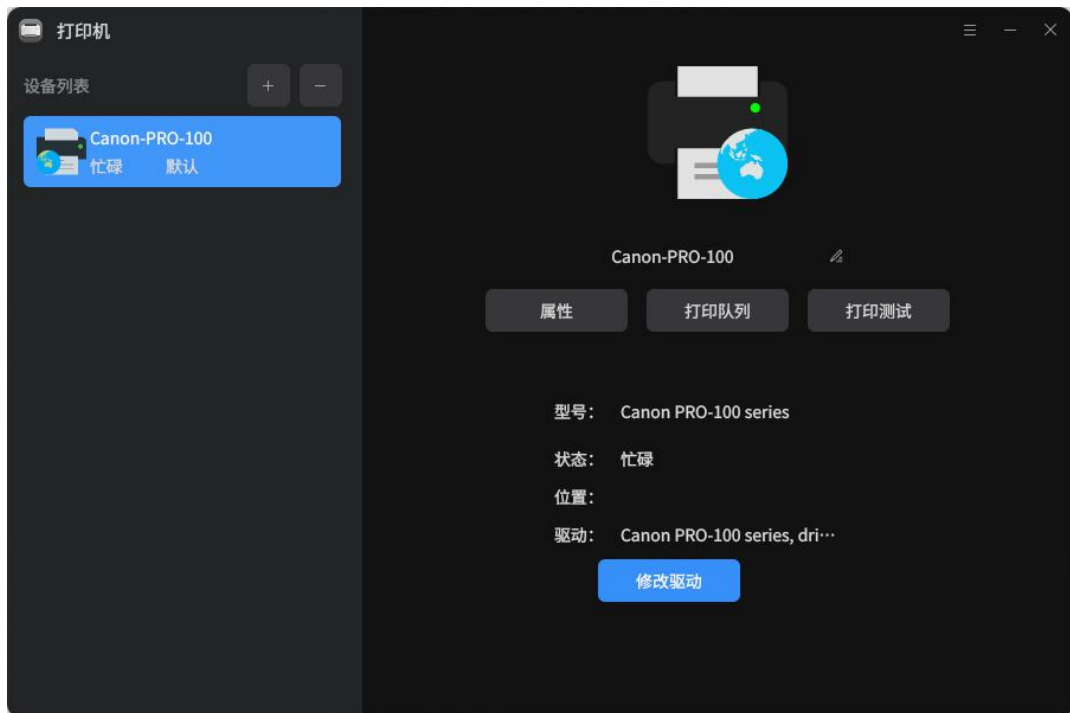 打印机
设备列表
Canon-PRO-100
忙碌 默认
Canon-PRO-100
属性 打印队列 打印测试
型号： Canon PRO-100 series
状态： 忙碌
位置：
驱动： Canon PRO-100 series, dri…
修改驱动